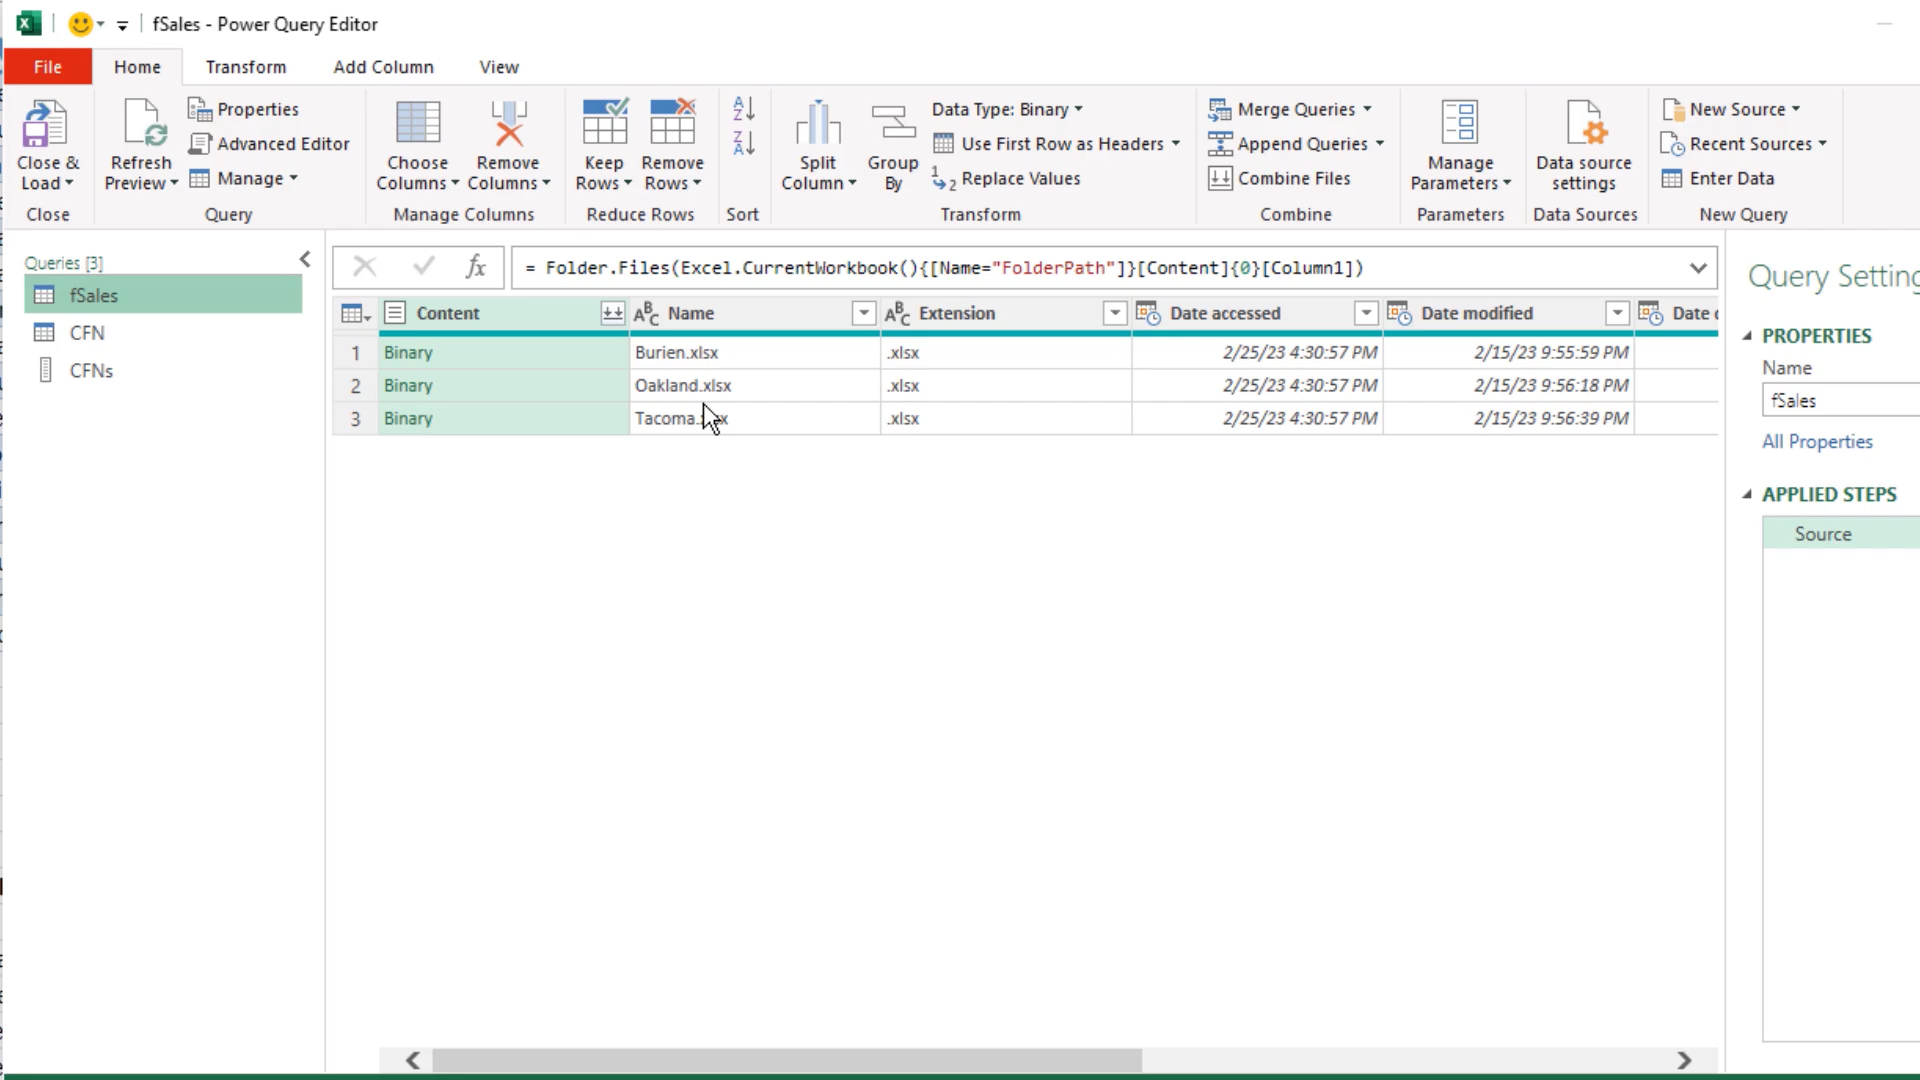 fSales - Power Query Editor
File Home Transform Add Column View
Close & Load
Close
Refresh Preview
Properties
Advanced Editor
Manage
Query
Choose Columns
Remove Columns
Manage Columns
Keep Rows
Remove Rows
Reduce Rows
Sort
Split Column
Group By
Data Type: Binary
Use First Row as Headers
Replace Values
Transform
Merge Queries
Append Queries
Combine Files
Combine
Manage Parameters
Parameters
Data source settings
Data Sources
New Source
Recent Sources
Enter Data
New Query
Queries [3]
fSales
CFN
CFNs
fx = Folder.Files(Excel.CurrentWorkbook(){[Name="FolderPath"]}[Content]{0}[Column1])
Content Name Extension Date accessed Date modified Date
1 Binary Burien.xlsx .xlsx 2/25/23 4:30:57 PM 2/15/23 9:55:59 PM
2 Binary Oakland.xlsx .xlsx 2/25/23 4:30:57 PM 2/15/23 9:56:18 PM
3 Binary Tacoma. .xlsx 2/25/23 4:30:57 PM 2/15/23 9:56:39 PM
Query
PROPERTIES
Name
fSales
All Properties
APPLIED STEPS
Source